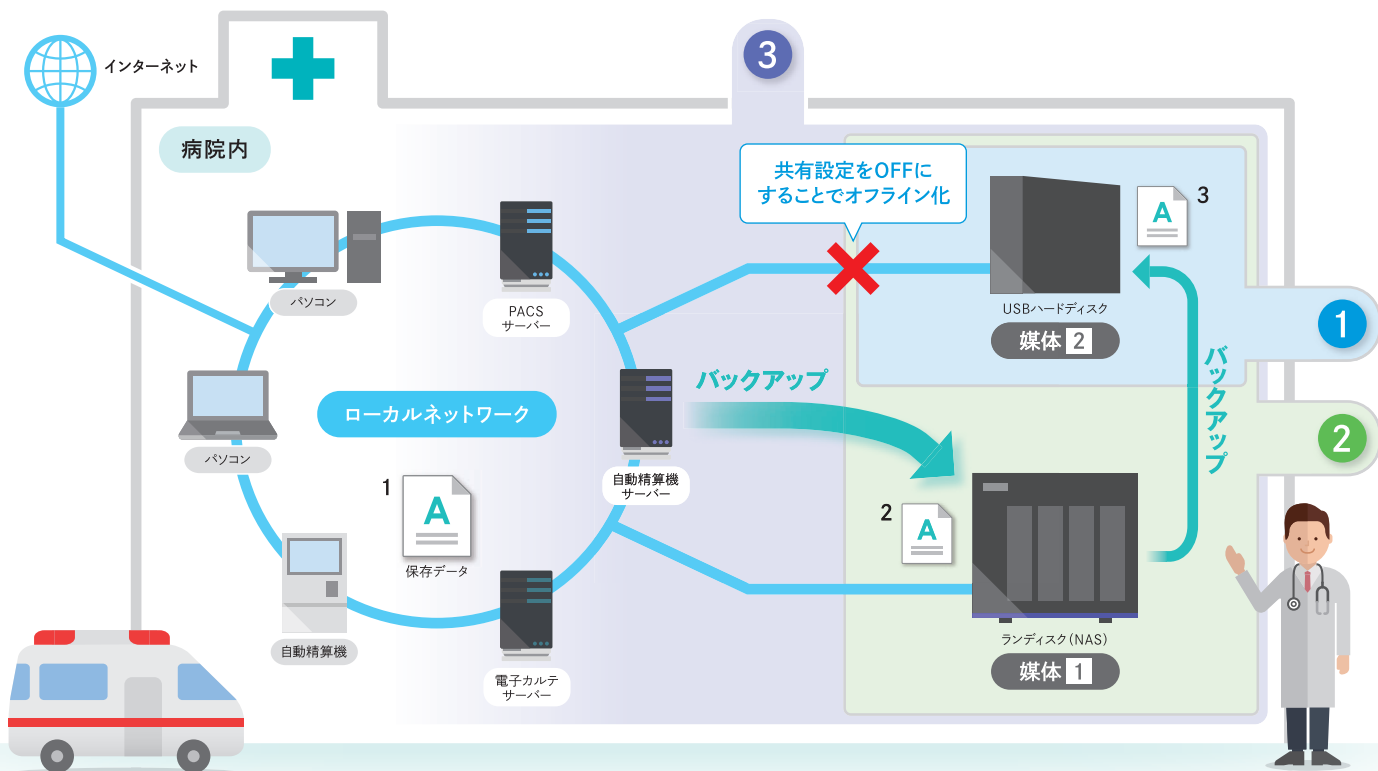 インターネット
病院内
3
共有設定をOFFに
することでオフライン化
A
3
パソコン
PACS
サーバー
USBハードディスク
媒体 2
1
バックアップ
バックアップ
ローカルネットワーク
パソコン
自動精算機
サーバー
2
1
A
保存データ
2
A
自動精算機
電子カルテ
サーバー
ランディスク(NAS)
媒体 1